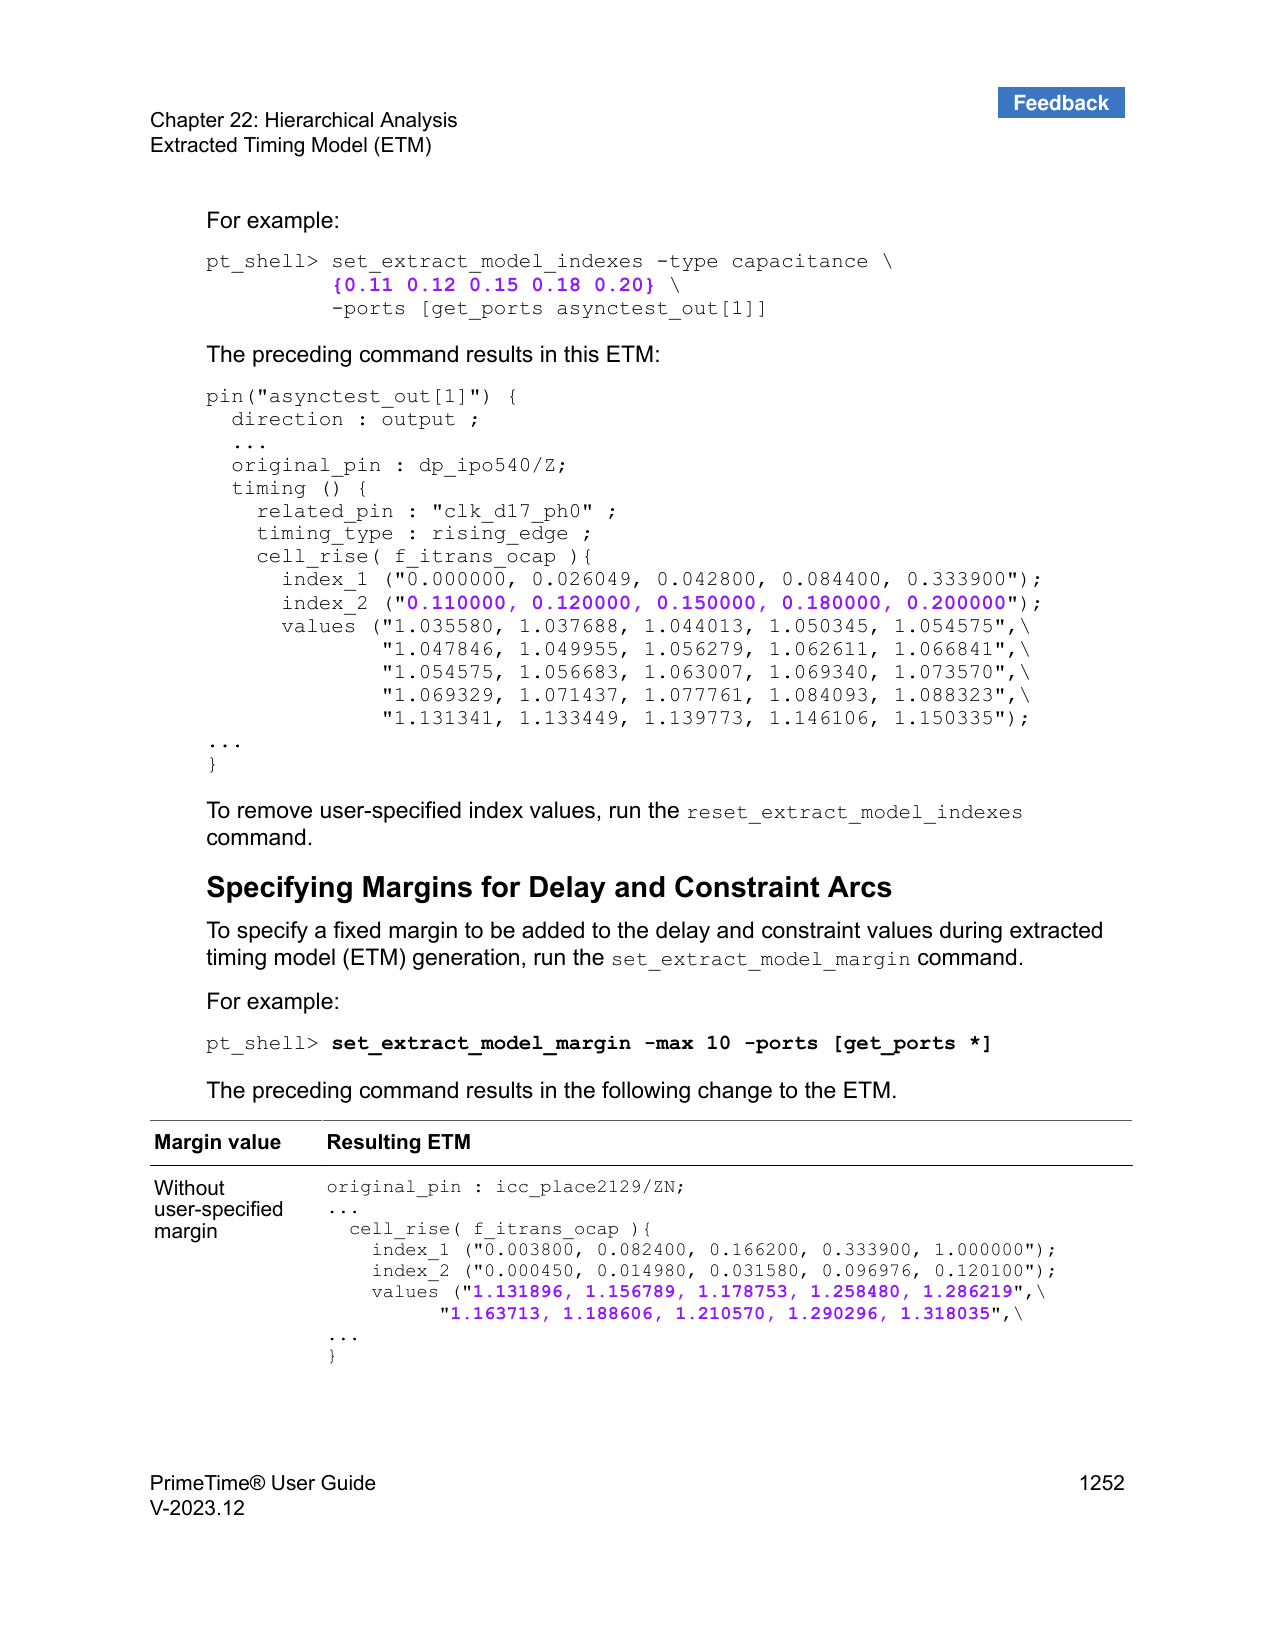 Feedback
Chapter 22: Hierarchical Analysis
Extracted Timing Model (ETM)
For example:
pt_shell> set_extract_model_indexes -type capacitance \
{0.11 0.12 0.15 0.18 0.20} \
-ports [get_ports asynctest_out[1]]
The preceding command results in this ETM:
pin("asynctest_out[1]") {
direction : output ;
...
original_pin : dp_ipo540/Z;
timing () {
related_pin : "clk_d17_ph0" ;
timing_type : rising_edge ;
cell_rise( f_itrans_ocap ){
index_1 ("0.000000, 0.026049, 0.042800, 0.084400, 0.333900");
index_2 ("0.110000, 0.120000, 0.150000, 0.180000, 0.200000");
values ("1.035580, 1.037688, 1.044013, 1.050345, 1.054575",\
"1.047846, 1.049955, 1.056279, 1.062611, 1.066841",\
"1.054575, 1.056683, 1.063007, 1.069340, 1.073570",\
"1.069329, 1.071437, 1.077761, 1.084093, 1.088323",\
"1.131341, 1.133449, 1.139773, 1.146106, 1.150335");
...
}
To remove user-specified index values, run the reset_extract_model_indexes
command.
Specifying Margins for Delay and Constraint Arcs
To specify a fixed margin to be added to the delay and constraint values during extracted
timing model (ETM) generation, run the set_extract_model_margin command.
For example:
pt_shell> set_extract_model_margin -max 10 -ports [get_ports *]
The preceding command results in the following change to the ETM.
Margin value Resulting ETM
Without
user-specified
margin
original_pin : icc_place2129/ZN;
...
cell_rise( f_itrans_ocap ){
index_1 ("0.003800, 0.082400, 0.166200, 0.333900, 1.000000");
index_2 ("0.000450, 0.014980, 0.031580, 0.096976, 0.120100");
values ("1.131896, 1.156789, 1.178753, 1.258480, 1.286219",\
"1.163713, 1.188606, 1.210570, 1.290296, 1.318035",\
...
}
PrimeTime® User Guide 1252
V-2023.12